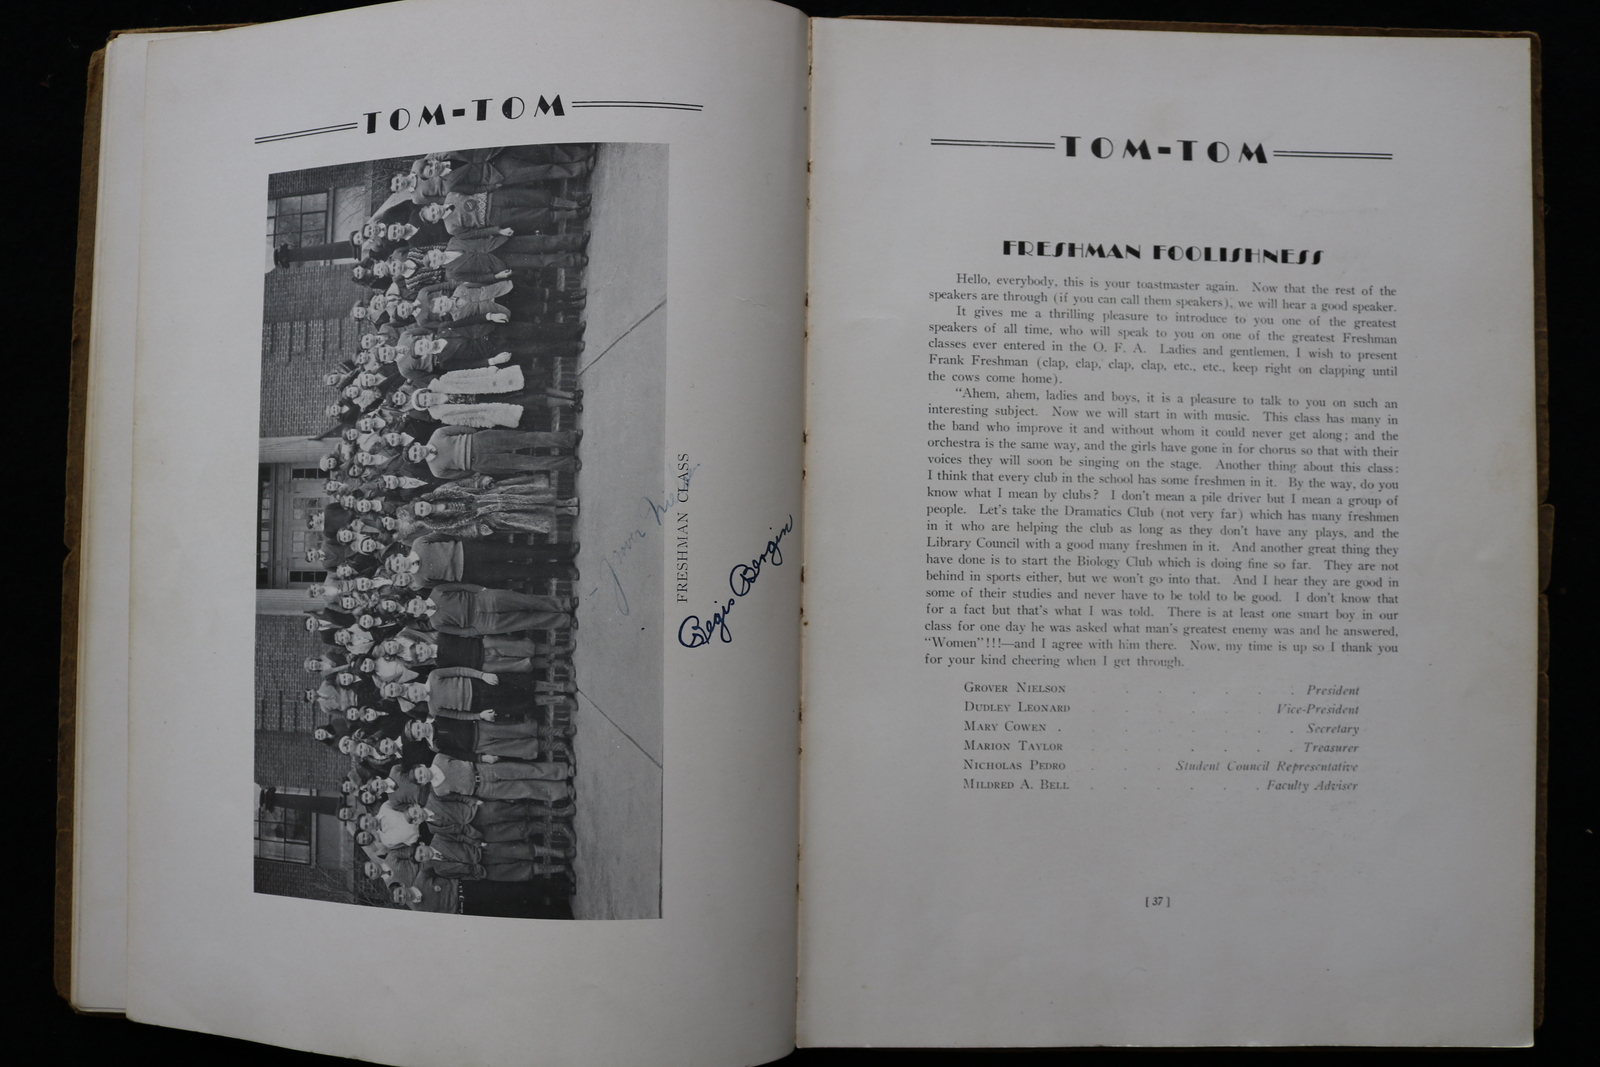 TOM-TOM
FRESHMAN CLASS
Regis Bergin
TOM-TOM
FRESHMAN FOOLISHNESS
Hello, everybody, this is your toastmaster again. Now that the rest of the
speakers are through (if you can call them speakers), we will hear a good speaker.
It gives me a thrilling pleasure to introduce to you one of the greatest
speakers of all time, who will speak to you on one of the greatest Freshman
classes ever entered in the O. F. A. Ladies and gentlemen, I wish to present
Frank Freshman (clap, clap, clap, clap, etc., etc., keep right on clapping until
the cows come home).
“Ahem, ahem, ladies and boys, it is a pleasure to talk to you on such an
interesting subject. Now we will start in with music. This class has many in
the band who improve it and without whom it could never get along; and the
orchestra is the same way, and the girls have gone in for chorus so that with their
voices they will soon be singing on the stage. Another thing about this class:
I think that every club in the school has some freshmen in it. By the way, do you
know what I mean by clubs? I don't mean a pile driver but I mean a group of
people. Let's take the Dramatics Club (not very far) which has many freshmen
in it who are helping the club as long as they don't have any plays, and the
Library Council with a good many freshmen in it. And another great thing they
have done is to start the Biology Club which is doing fine so far. They are not
behind in sports either, but we won't go into that. And I hear they are good in
some of their studies and never have to be told to be good. I don't know that
for a fact but that's what I was told. There is at least one smart boy in our
class for one day he was asked what man's greatest enemy was and he answered,
“Women”!!!—and I agree with him there. Now, my time is up so I thank you
for your kind cheering when I get through.
GROVER NIELSON . . . . . . President
DUDLEY LEONARD . . . . . Vice-President
MARY COWEN . . . . . . Secretary
MARION TAYLOR . . . . . Treasurer
NICHOLAS PEDRO . . . Student Council Representative
MILDRED A. BELL . . . . . . Faculty Adviser
[ 37 ]